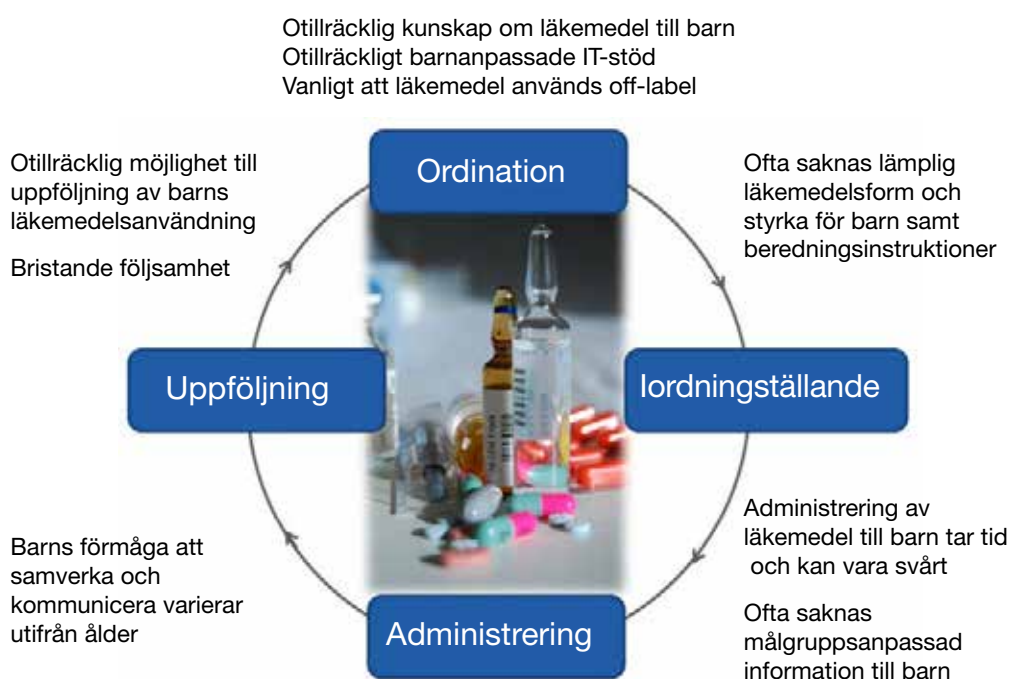 Otillräcklig kunskap om läkemedel till barn
Otillräckligt barnanpassade IT-stöd
Vanligt att läkemedel används off-label
Ordination
Ofta saknas lämplig
läkemedelsform och
styrka för barn samt
beredningsinstruktioner
Iordningställande
Administrering av
läkemedel till barn tar tid
och kan vara svårt
Ofta saknas
målgruppsanpassad
information till barn
Administrering
Barns förmåga att
samverka och
kommunicera varierar
utifrån ålder
Uppföljning
Otillräcklig möjlighet till
uppföljning av barns
läkemedelsanvändning
Bristande följsamhet